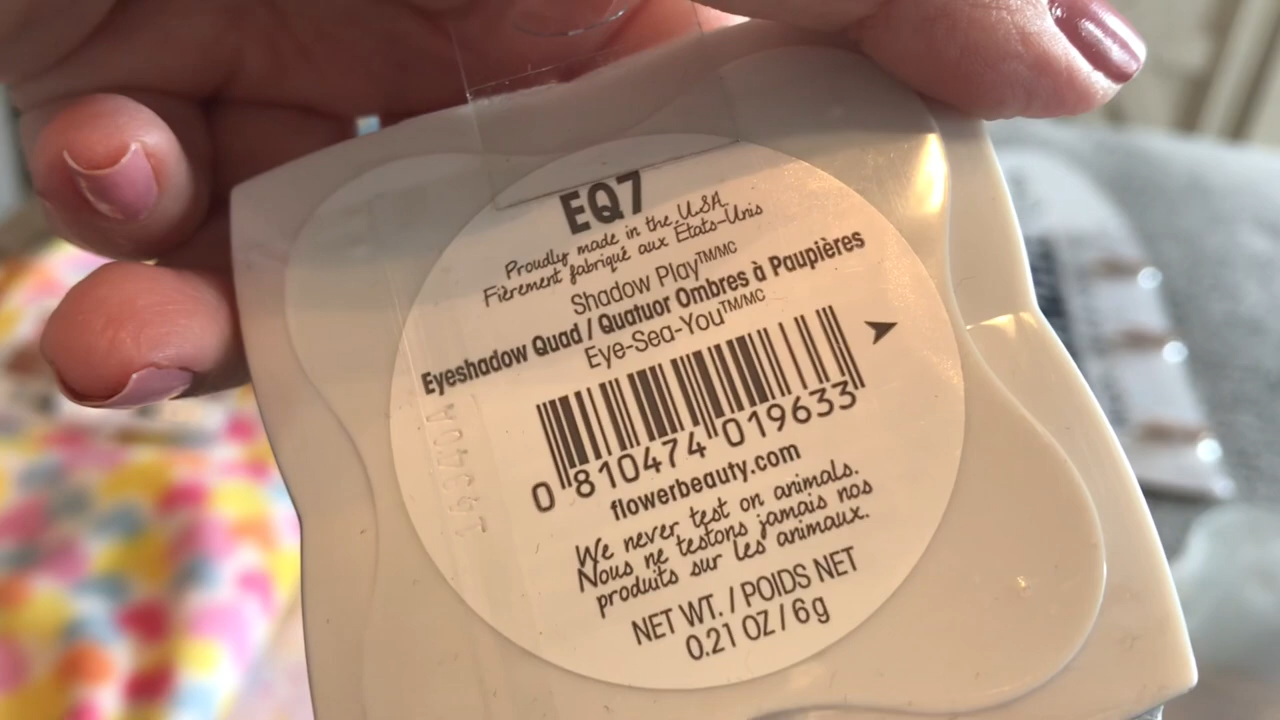 EQ7
Proudly made in the U.S.A.
Fièrement fabriqué aux États-Unis
Shadow Play™/MC
Eyeshadow Quad / Quatuor Ombres à Paupières
Eye-Sea-You™/MC
0 810474 019633
flowerbeauty.com
We never test on animals.
Nous ne testons jamais nos
produits sur les animaux.
NET WT. / POIDS NET
0.21 OZ / 6 g